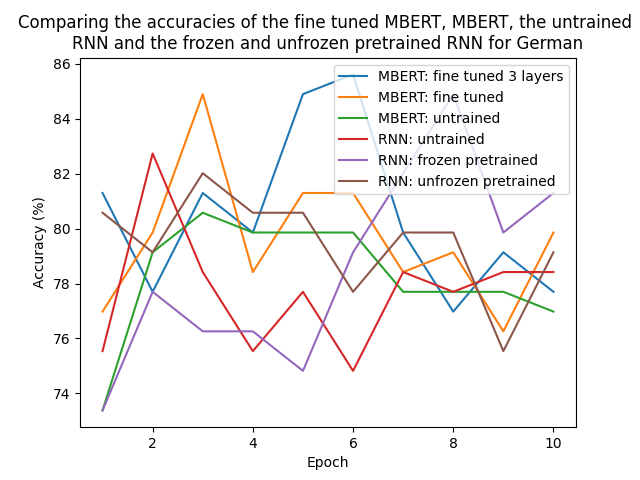 Comparing the accuracies of the fine tuned MBERT, MBERT, the untrained
RNN and the frozen and unfrozen pretrained RNN for German
86
84
82
80
78
76
74
Accuracy (%)
MBERT: fine tuned 3 layers
MBERT: fine tuned
MBERT: untrained
RNN: untrained
RNN: frozen pretrained
RNN: unfrozen pretrained
2
4
6
8
10
Epoch